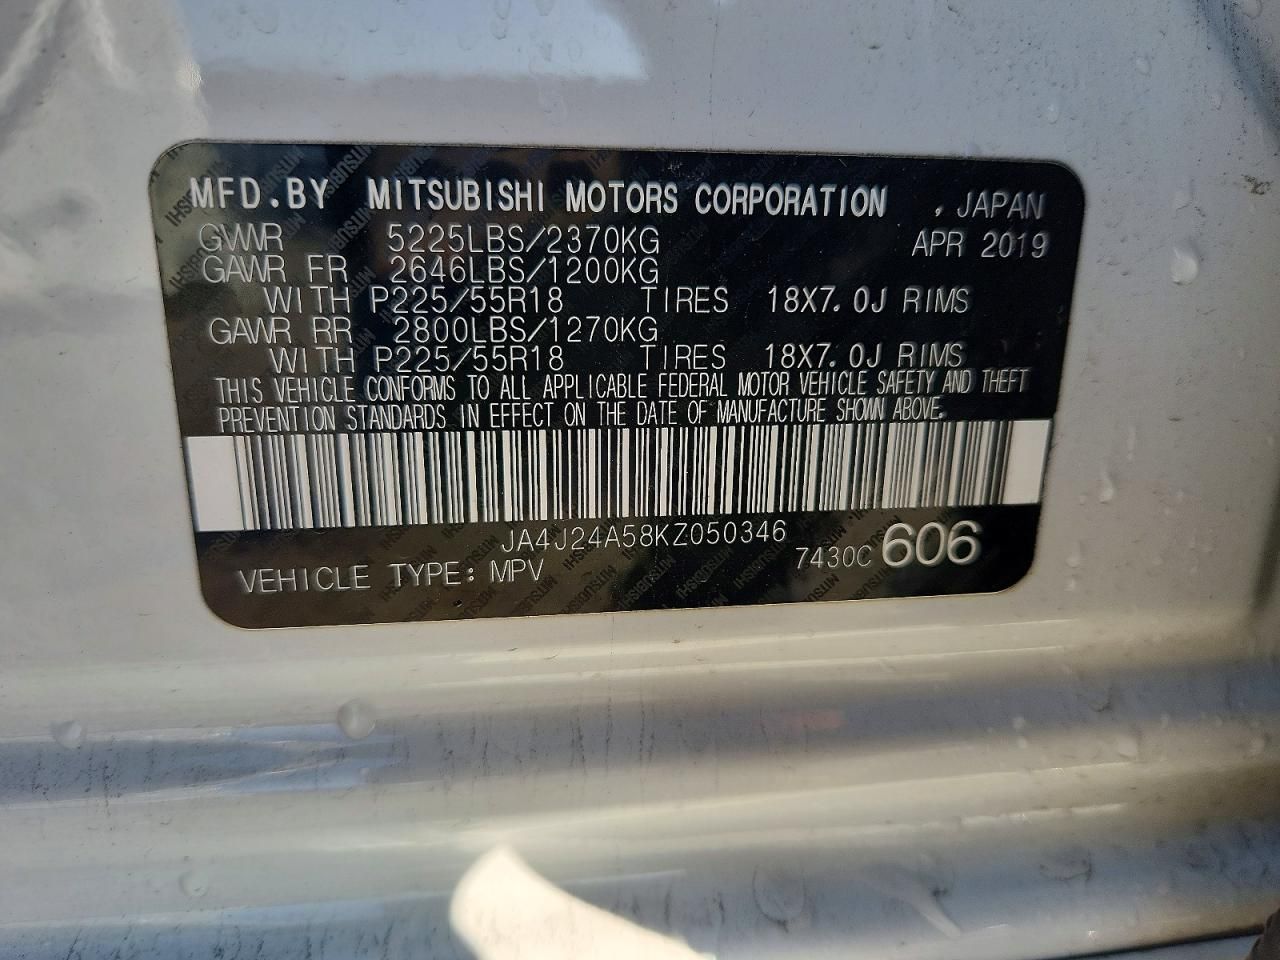 MFD.BY MITSUBISHI MOTORS CORPORATION , JAPAN
GVWR 5225LBS/2370KG APR 2019
GAWR FR 2646LBS/1200KG
WITH P225/55R18 TIRES 18X7.0J RIMS
GAWR RR 2800LBS/1270KG
WITH P225/55R18 TIRES 18X7.0J RIMS
THIS VEHICLE CONFORMS TO ALL APPLICABLE FEDERAL MOTOR VEHICLE SAFETY AND THEFT
PREVENTION STANDARDS IN EFFECT ON THE DATE OF MANUFACTURE SHOWN ABOVE.
JA4J24A58KZ050346
7430C 606
VEHICLE TYPE: MPV